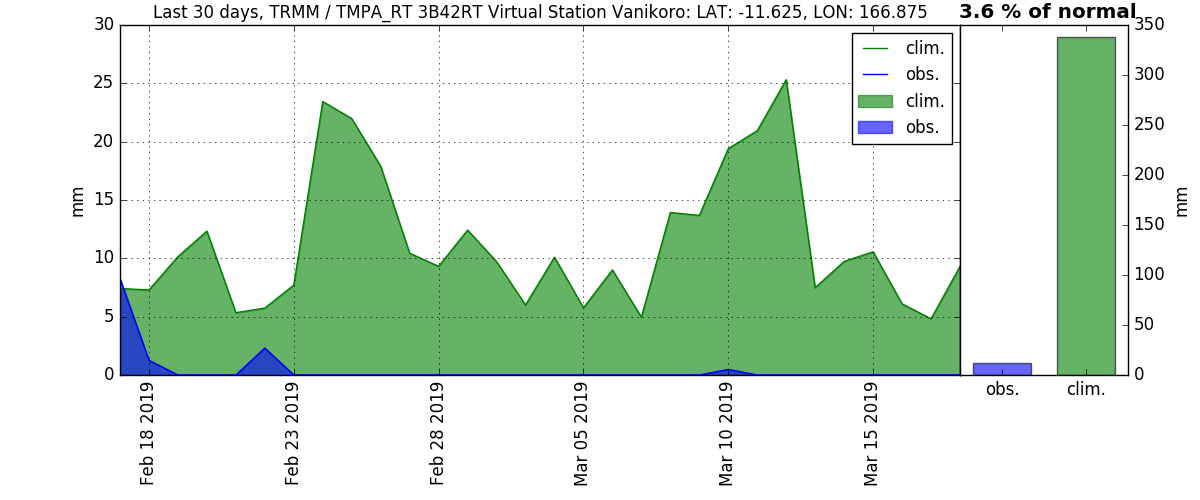 Last 30 days, TRMM / TMPA_RT 3B42RT Virtual Station Vanikoro: LAT: -11.625, LON: 166.875
3.6 % of normal
30
25
20
15
10
5
0
mm
clim.
obs.
clim.
obs.
350
300
250
200
150
100
50
0
mm
Feb 18 2019
Feb 23 2019
Feb 28 2019
Mar 05 2019
Mar 10 2019
Mar 15 2019
obs.
clim.